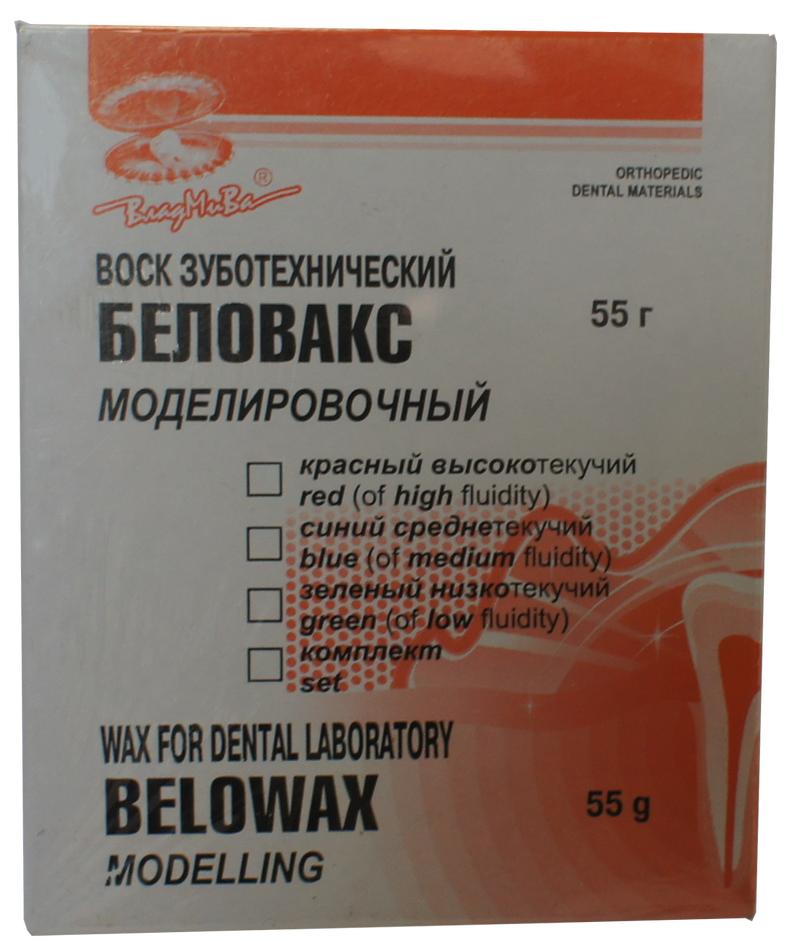 ORTHOPEDIC
DENTAL MATERIALS
ВладМиВа ®
ВОСК ЗУБОТЕХНИЧЕСКИЙ
БЕЛОВАКС
55 г
МОДЕЛИРОВОЧНЫЙ
красный высокотекучий
red (of high fluidity)
синий среднетекучий
blue (of medium fluidity)
зеленый низкотекучий
green (of low fluidity)
комплект
set
WAX FOR DENTAL LABORATORY
BELOWAX
55 g
MODELLING